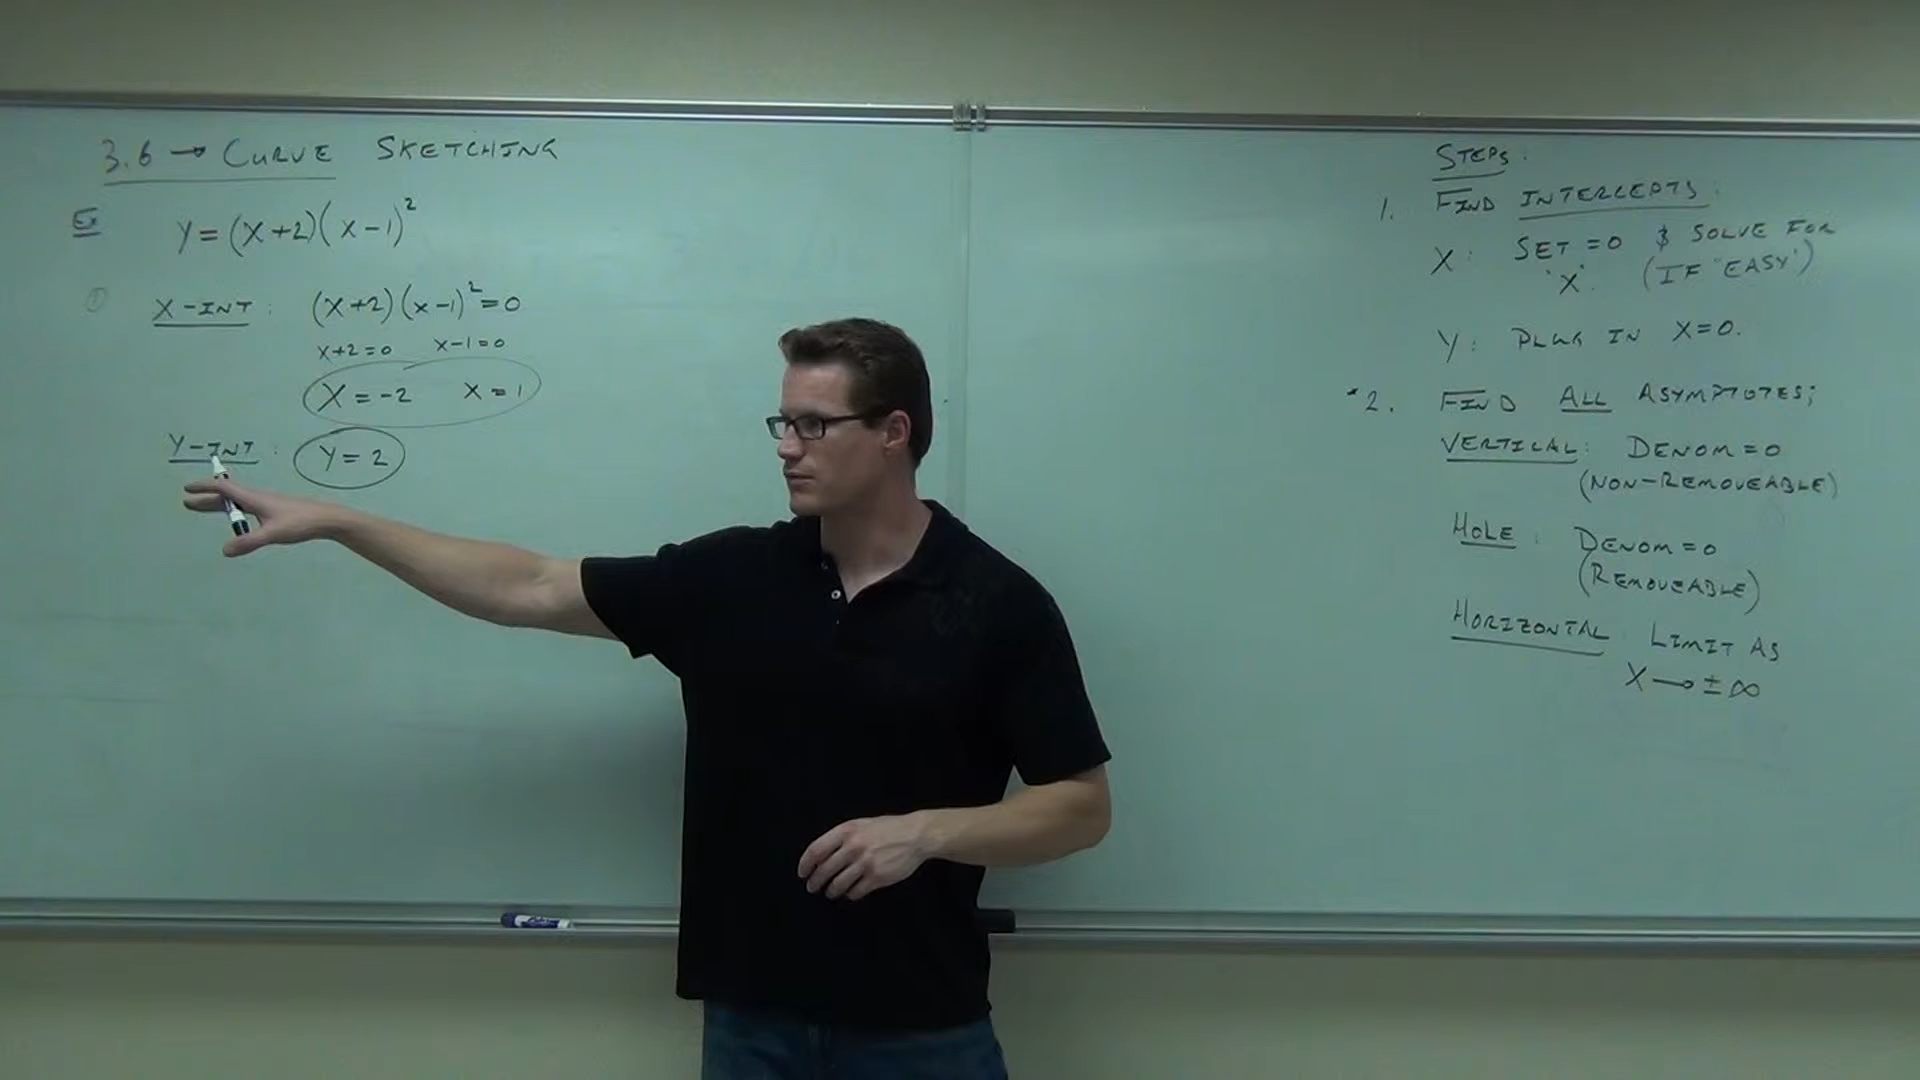 3.6 → CURVE SKETCHING
EX Y = (X+2)(X-1)²
① X-INT: (X+2)(X-1)² = 0
X+2=0 X-1=0
X = -2 X = 1
Y-INT: Y = 2
STEPS:
1. FIND INTERCEPTS:
X: SET = 0 & SOLVE FOR
"X". (IF "EASY")
Y: PLUG IN X=0.
*2. FIND ALL ASYMPTOTES;
VERTICAL: DENOM = 0
(NON-REMOVEABLE)
HOLE: DENOM = 0
(REMOVEABLE)
HORIZONTAL: LIMIT AS
X → ± ∞